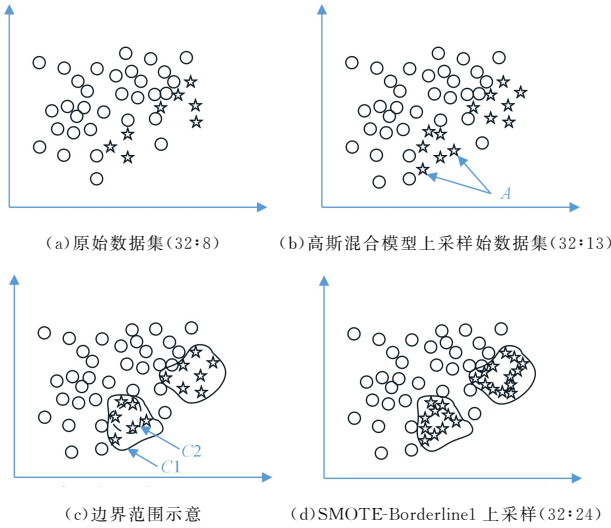 A
(a)原始数据集(32:8)
(b)高斯混合模型上采样始数据集(32:13)
C2
C1
(c)边界范围示意
(d)SMOTE-Borderline1 上采样(32:24)